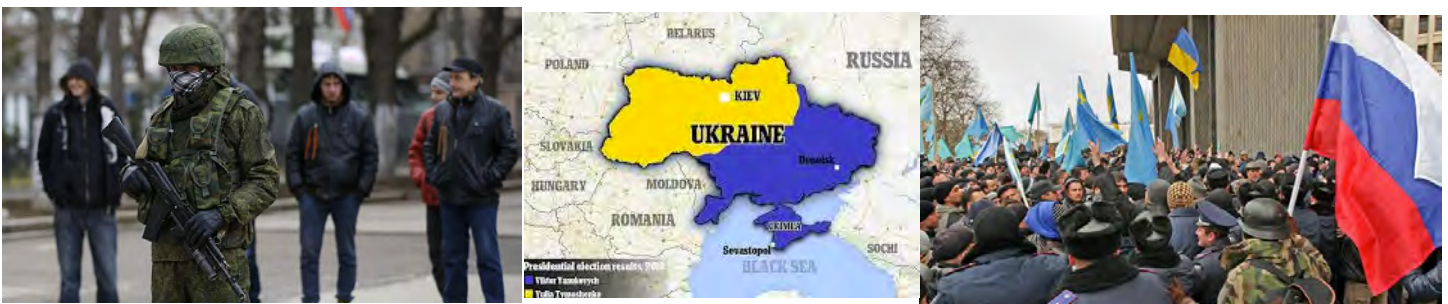 BELARUS
POLAND
RUSSIA
KIEV
UKRAINE
SLOVAKIA
Donetsk
HUNGARY
MOLDOVA
ROMANIA
CRIMEA
Sevastopol
SOCHI
BLACK SEA
Presidential election results,
Viktor Yanukovych
Yulia Tymoshenko